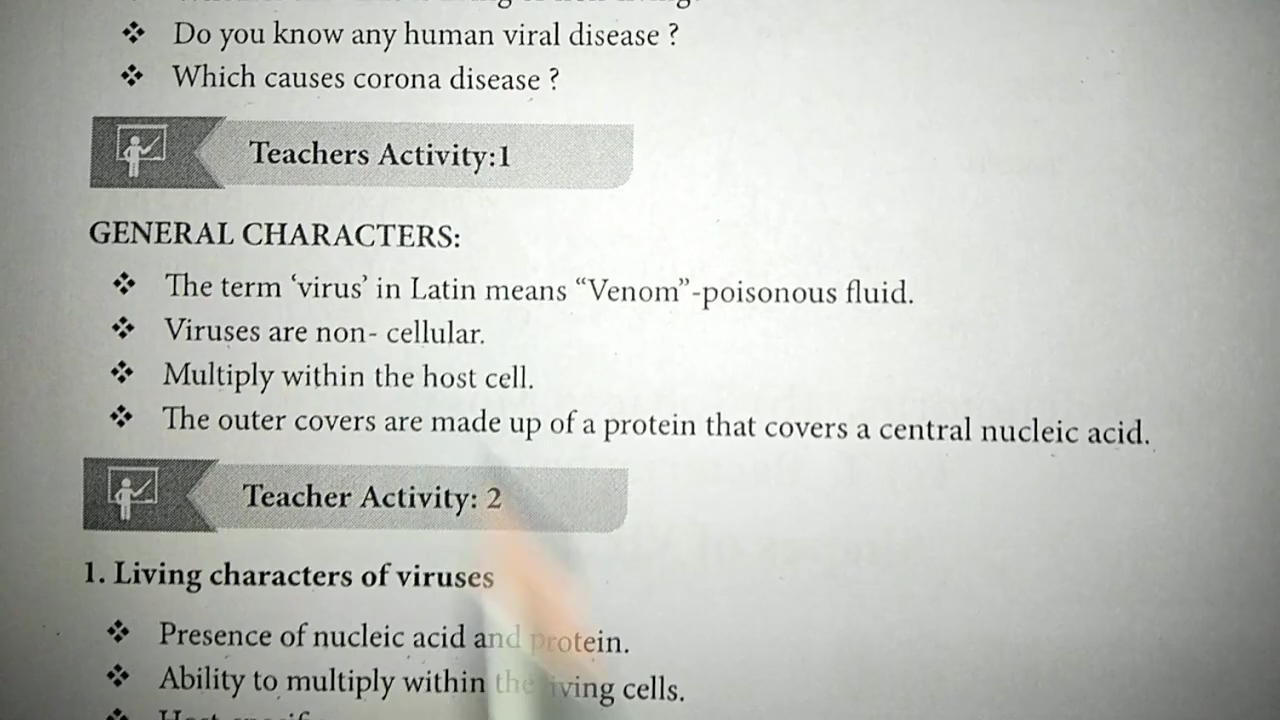 ❖ Do you know any human viral disease ?
❖ Which causes corona disease ?
Teachers Activity:1
GENERAL CHARACTERS:
❖ The term ‘virus’ in Latin means “Venom”-poisonous fluid.
❖ Viruses are non- cellular.
❖ Multiply within the host cell.
❖ The outer covers are made up of a protein that covers a central nucleic acid.
Teacher Activity: 2
1. Living characters of viruses
❖ Presence of nucleic acid and protein.
❖ Ability to multiply within the living cells.